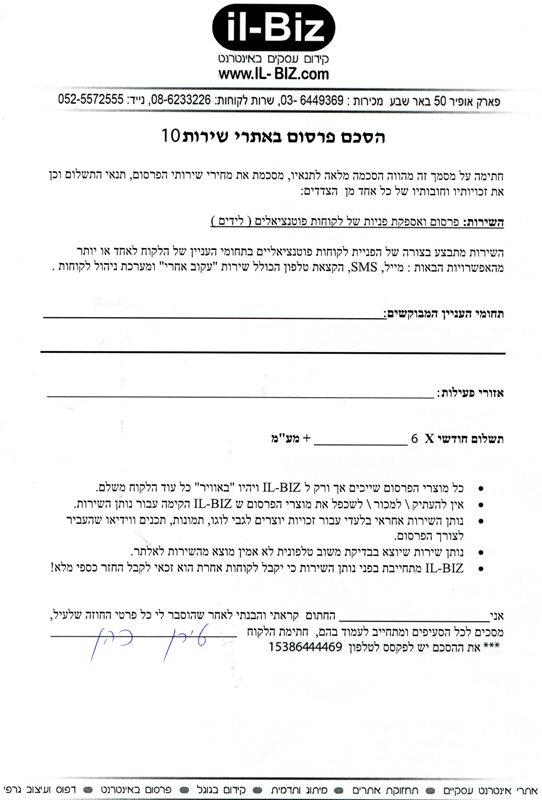 il-Biz
קידום עסקים באינטרנט
www.IL-BIZ.com
פארק אופיר 50 באר שבע מכירות : 6449369 -03, שרות לקוחות: 08-6233226, נייד: 052-5572555
הסכם פרסום באתרי שירות10
חתימה על מסמך זה מהווה הסכמה מלאה לתנאיו, מסכמת את מחירי שירותי הפרסום, תנאי התשלום וכן
את זכויותיו וחובותיו של כל אחד מן הצדדים:
השירות: פרסום ואספקת פניות של לקוחות פוטנציאלים ( לידים )
השירות מתבצע בצורה של הפניית לקוחות פוטנציאליים בתחומי העניין של הלקוח לאחד או יותר
מהאפשרויות הבאות : מייל, SMS, הקצאת טלפון הכולל שירות "עקוב אחרי" ומערכת ניהול לקוחות .
תחומי העניין המבוקשים:
אזורי פעילות:
תשלום חודשי X 6 + מע"מ
• כל מוצרי הפרסום שייכים אך ורק ל IL-BIZ ויהיו "באוויר" כל עוד הלקוח משלם.
• אין להעתיק \ למכור \ לשכפל את מוצרי הפרסום ש IL-BIZ הקימה עבור נותן השירות.
• נותן השירות אחראי בלעדי עבור זכויות יוצרים לגבי לוגו, תמונות, תכנים ווידיאו שהעביר
לצורך הפרסום.
• נותן שירות שיוצא בבדיקת משוב טלפונית לא אמין מוצא מהשירות לאלתר.
• IL-BIZ מתחייבת בפני נותן השירות כי יקבל לקוחות אחרת הוא זכאי לקבל החזר כספי מלא!
אני החתום קראתי והבנתי לאחר שהוסבר לי כל פרטי החוזה שלעיל,
מסכים לכל הסעיפים ומתחייב לעמוד בהם, חתימת הלקוח
*** את ההסכם יש לפקסס לטלפון 15386444469
אתרי אינטרנט עסקיים • תחזוקת אתרים • מיתוג ותדמית • קידום בגוגל • פרסום באינטרנט • דפוס ועיצוב גרפי